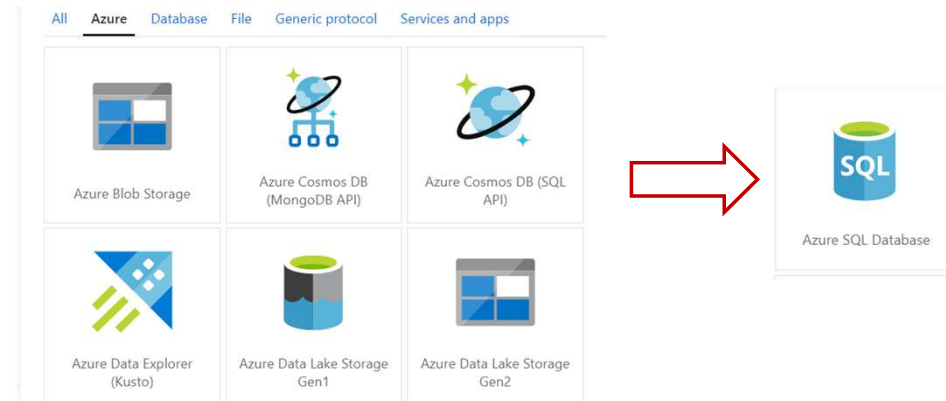 All Azure Database File Generic protocol Services and apps
Azure Blob Storage
Azure Cosmos DB
(MongoDB API)
Azure Cosmos DB (SQL
API)
SQL
Azure SQL Database
Azure Data Explorer
(Kusto)
Azure Data Lake Storage
Gen1
Azure Data Lake Storage
Gen2